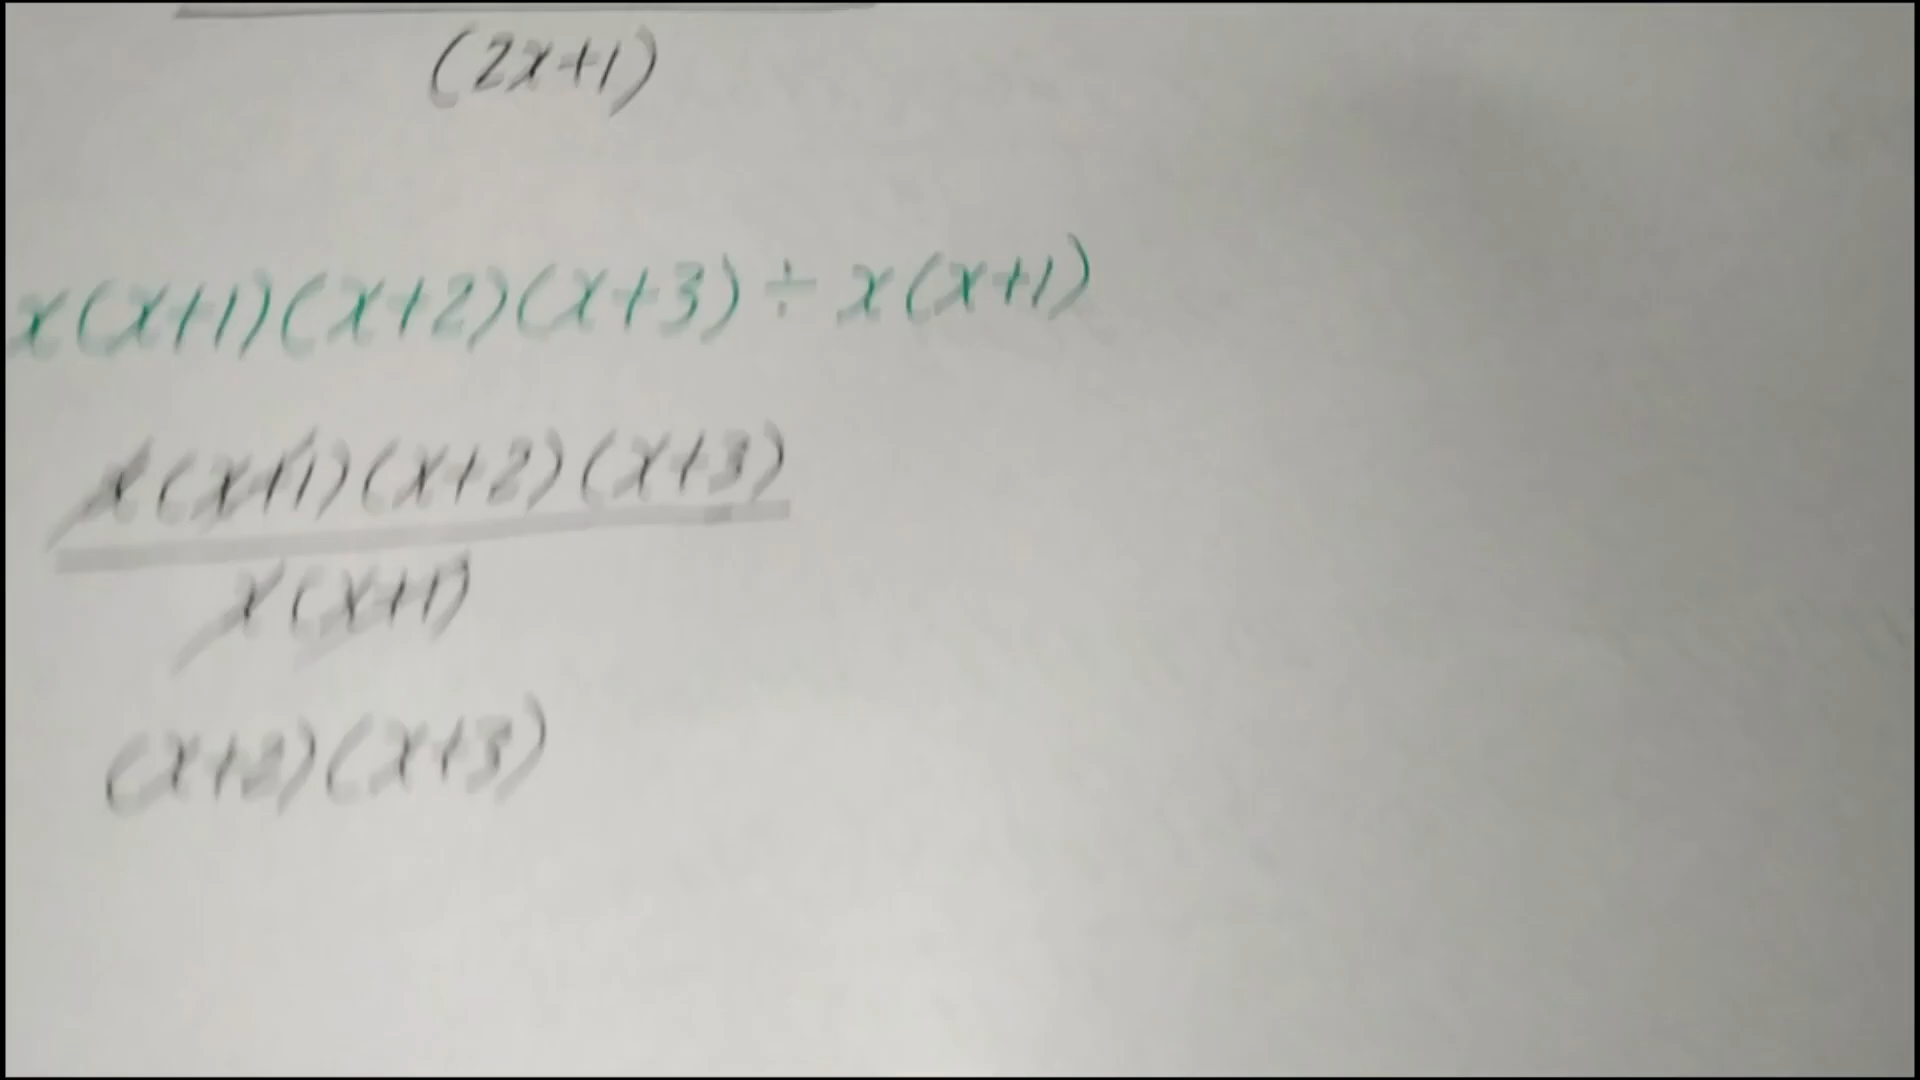 (2x+1)
x(x+1)(x+2)(x+3) ÷ x(x+1)
x(x+1)(x+2)(x+3)
x(x+1)
(x+2)(x+3)